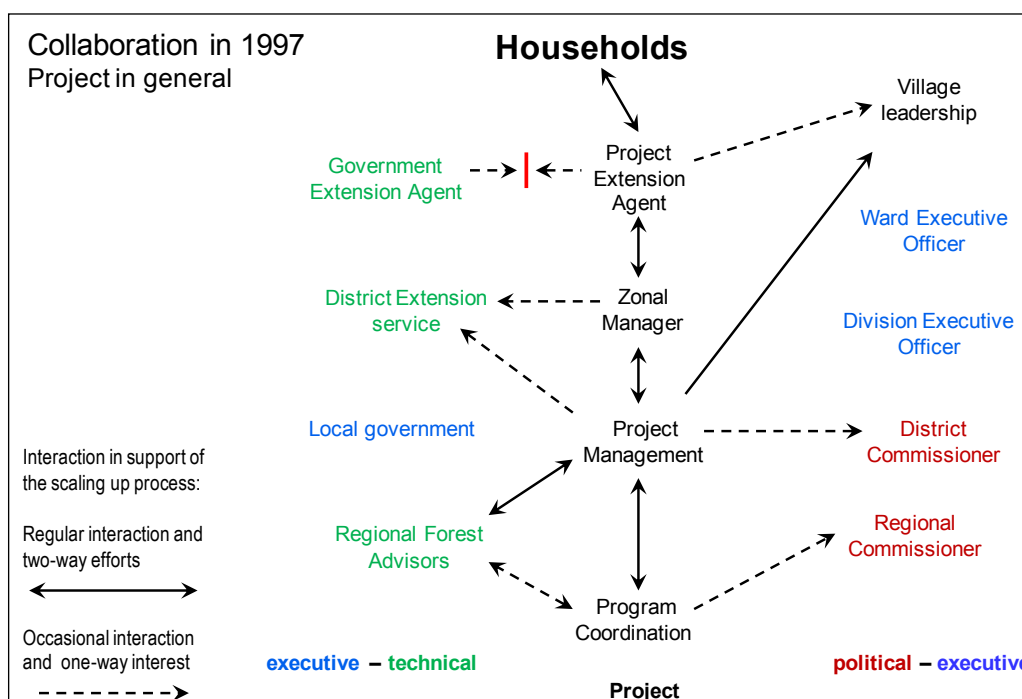 Collaboration in 1997
Project in general
Households
Village
leadership
Government
Extension Agent
Project
Extension
Agent
Ward Executive
Officer
District Extension
service
Zonal
Manager
Division Executive
Officer
Local government
Project
Management
District
Commissioner
Interaction in support of
the scaling up process:
Regular interaction and
two-way efforts
Regional Forest
Advisors
Regional
Commissioner
Program
Coordination
Occasional interaction
and one-way interest
executive – technical
political – executive
Project